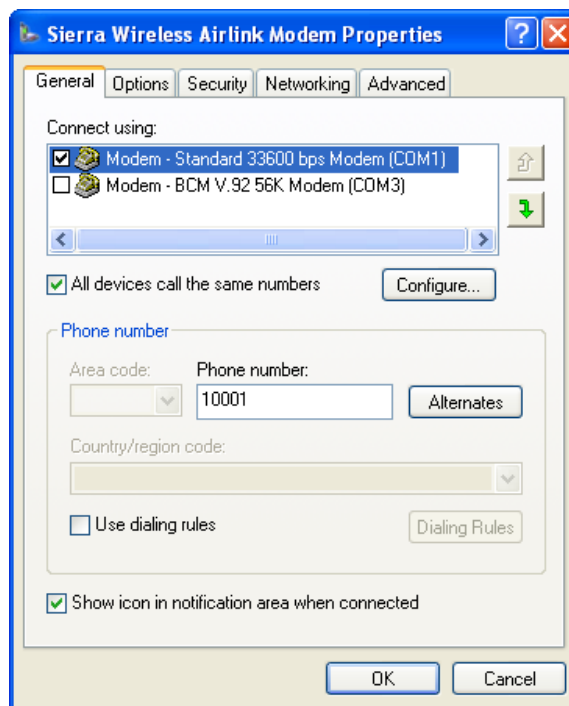 Sierra Wireless Airlink Modem Properties
General Options Security Networking Advanced
Connect using:
Modem - Standard 33600 bps Modem (COM1)
Modem - BCM V.92 56K Modem (COM3)
All devices call the same numbers Configure...
Phone number
Area code: Phone number:
10001 Alternates
Country/region code:
Use dialing rules Dialing Rules
Show icon in notification area when connected
OK Cancel